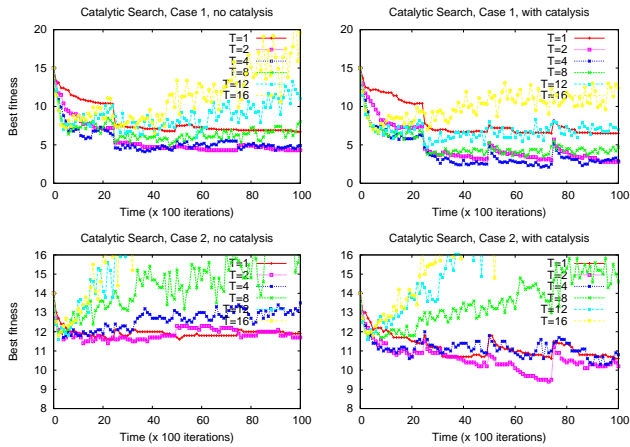 Catalytic Search, Case 1, no catalysis
20
15
10
5
0
Best fitness
0 20 40 60 80 100
Time (x 100 iterations)
T=1
T=2
T=4
T=8
T=12
T=16
Catalytic Search, Case 1, with catalysis
20
15
10
5
0
0 20 40 60 80 100
Time (x 100 iterations)
T=1
T=2
T=4
T=8
T=12
T=16
Catalytic Search, Case 2, no catalysis
16
15
14
13
12
11
10
9
8
Best fitness
0 20 40 60 80 100
Time (x 100 iterations)
T=1
T=2
T=4
T=8
T=12
T=16
Catalytic Search, Case 2, with catalysis
16
15
14
13
12
11
10
9
8
0 20 40 60 80 100
Time (x 100 iterations)
T=1
T=2
T=4
T=8
T=12
T=16